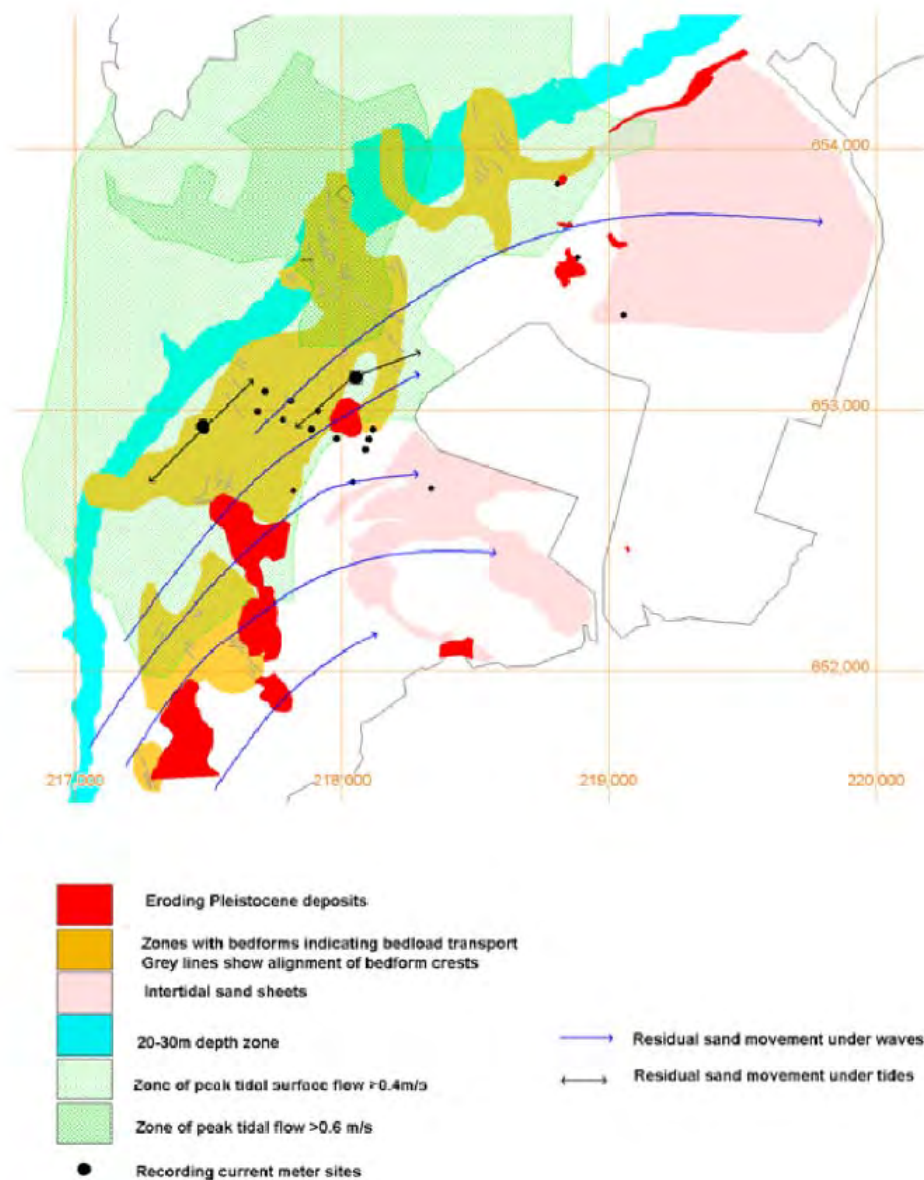 654,000
653,000
652,000
217,000
218,000
219,000
220,000
Eroding Pleistocene deposits
Zones with bedforms indicating bedload transport
Grey lines show alignment of bedform crests
Intertidal sand sheets
20-30m depth zone
Residual sand movement under waves
Zone of peak tidal surface flow >0.4m/s
Residual sand movement under tides
Zone of peak tidal flow >0.6 m/s
Recording current meter sites